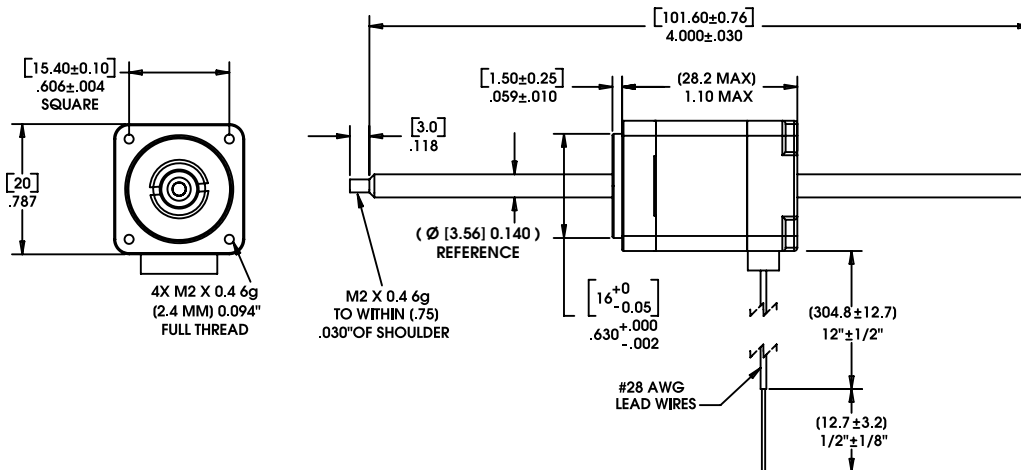 [101.60±0.76]
4.000±.030
[15.40±0.10]
.606±.004
SQUARE
[1.50±0.25]
.059±.010
(28.2 MAX)
1.10 MAX
[3.0]
.118
[20]
.787
( Ø [3.56] 0.140 )
REFERENCE
4X M2 X 0.4 6g
(2.4 MM) 0.094"
FULL THREAD
M2 X 0.4 6g
TO WITHIN (.75)
.030"OF SHOULDER
[16 +0 -0.05]
.630 +.000 -.002
(304.8±12.7)
12"±1/2"
#28 AWG
LEAD WIRES
(12.7±3.2)
1/2"±1/8"